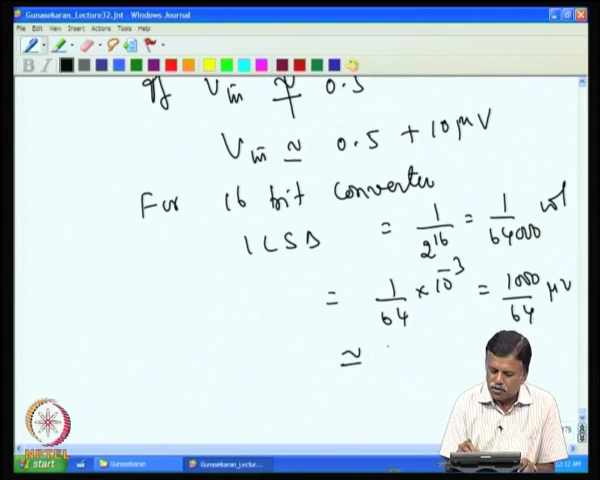 Gunasekaran_Lecture32.jnt - Windows Journal
File Edit View Insert Actions Tools Help
B I
If Vin ≃ 0.5
Vin ≃ 0.5 + 10 μV
For 16 bit converter
1 LSB = 1/2^16 = 1/64000 volt
= 1/64 × 10^-3 = 1000/64 μV
≃
NPTEL
start Gunasekaran Gunasekaran_Lectur... 12:12 AM